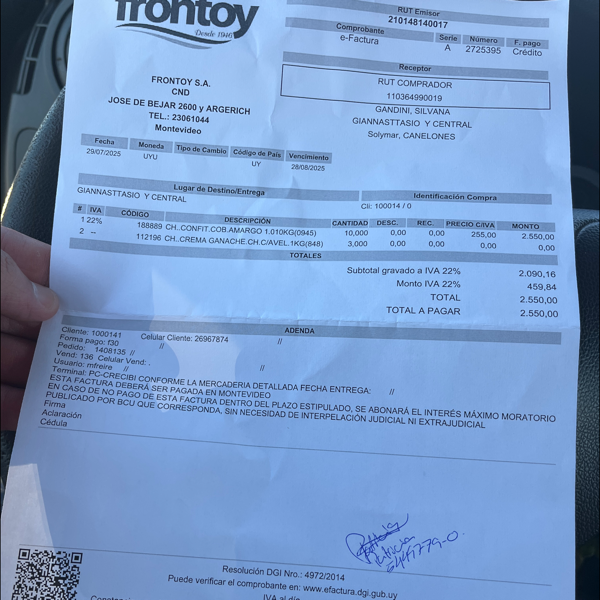 frontoy
Desde 1946
RUT Emisor
210148140017
Comprobante Serie Número F. pago
e-Factura A 2725395 Crédito
Receptor
RUT COMPRADOR
110364990019
GANDINI, SILVANA
GIANNASTTASIO Y CENTRAL
Solymar, CANELONES
FRONTOY S.A.
CND
JOSE DE BEJAR 2600 y ARGERICH
TEL.: 23061044
Montevideo
Fecha Moneda Tipo de Cambio Código de País Vencimiento
29/07/2025 UYU UY 28/08/2025
Lugar de Destino/Entrega Identificación Compra
GIANNASTTASIO Y CENTRAL Cli: 100014 / 0
# IVA CÓDIGO DESCRIPCIÓN CANTIDAD DESC. REC. PRECIO C/IVA MONTO
1 22% 188889 CH..CONFIT.COB.AMARGO 1.010KG(0945) 10,000 0,00 0,00 255,00 2.550,00
2 -- 112196 CH..CREMA GANACHE.CH.C/AVEL.1KG(848) 3,000 0,00 0,00 0,00 0,00
TOTALES
Subtotal gravado a IVA 22% 2.090,16
Monto IVA 22% 459,84
TOTAL 2.550,00
TOTAL A PAGAR 2.550,00
ADENDA
Cliente: 1000141 Celular Cliente: 26967874 //
Forma pago: f30 //
Pedido: 1408135 //
Vend: 136 Celular Vend: .
Usuario: mfreire // //
Terminal: PC-CRECIBI CONFORME LA MERCADERIA DETALLADA FECHA ENTREGA: //
ESTA FACTURA DEBERÁ SER PAGADA EN MONTEVIDEO
EN CASO DE NO PAGO DE ESTA FACTURA DENTRO DEL PLAZO ESTIPULADO, SE ABONARÁ EL INTERÉS MÁXIMO MORATORIO
PUBLICADO POR BCU QUE CORRESPONDA, SIN NECESIDAD DE INTERPELACIÓN JUDICIAL NI EXTRAJUDICIAL
Firma
Aclaración
Cédula
Resolución DGI Nro.: 4972/2014
Puede verificar el comprobante en: www.efactura.dgi.gub.uy
IVA al día